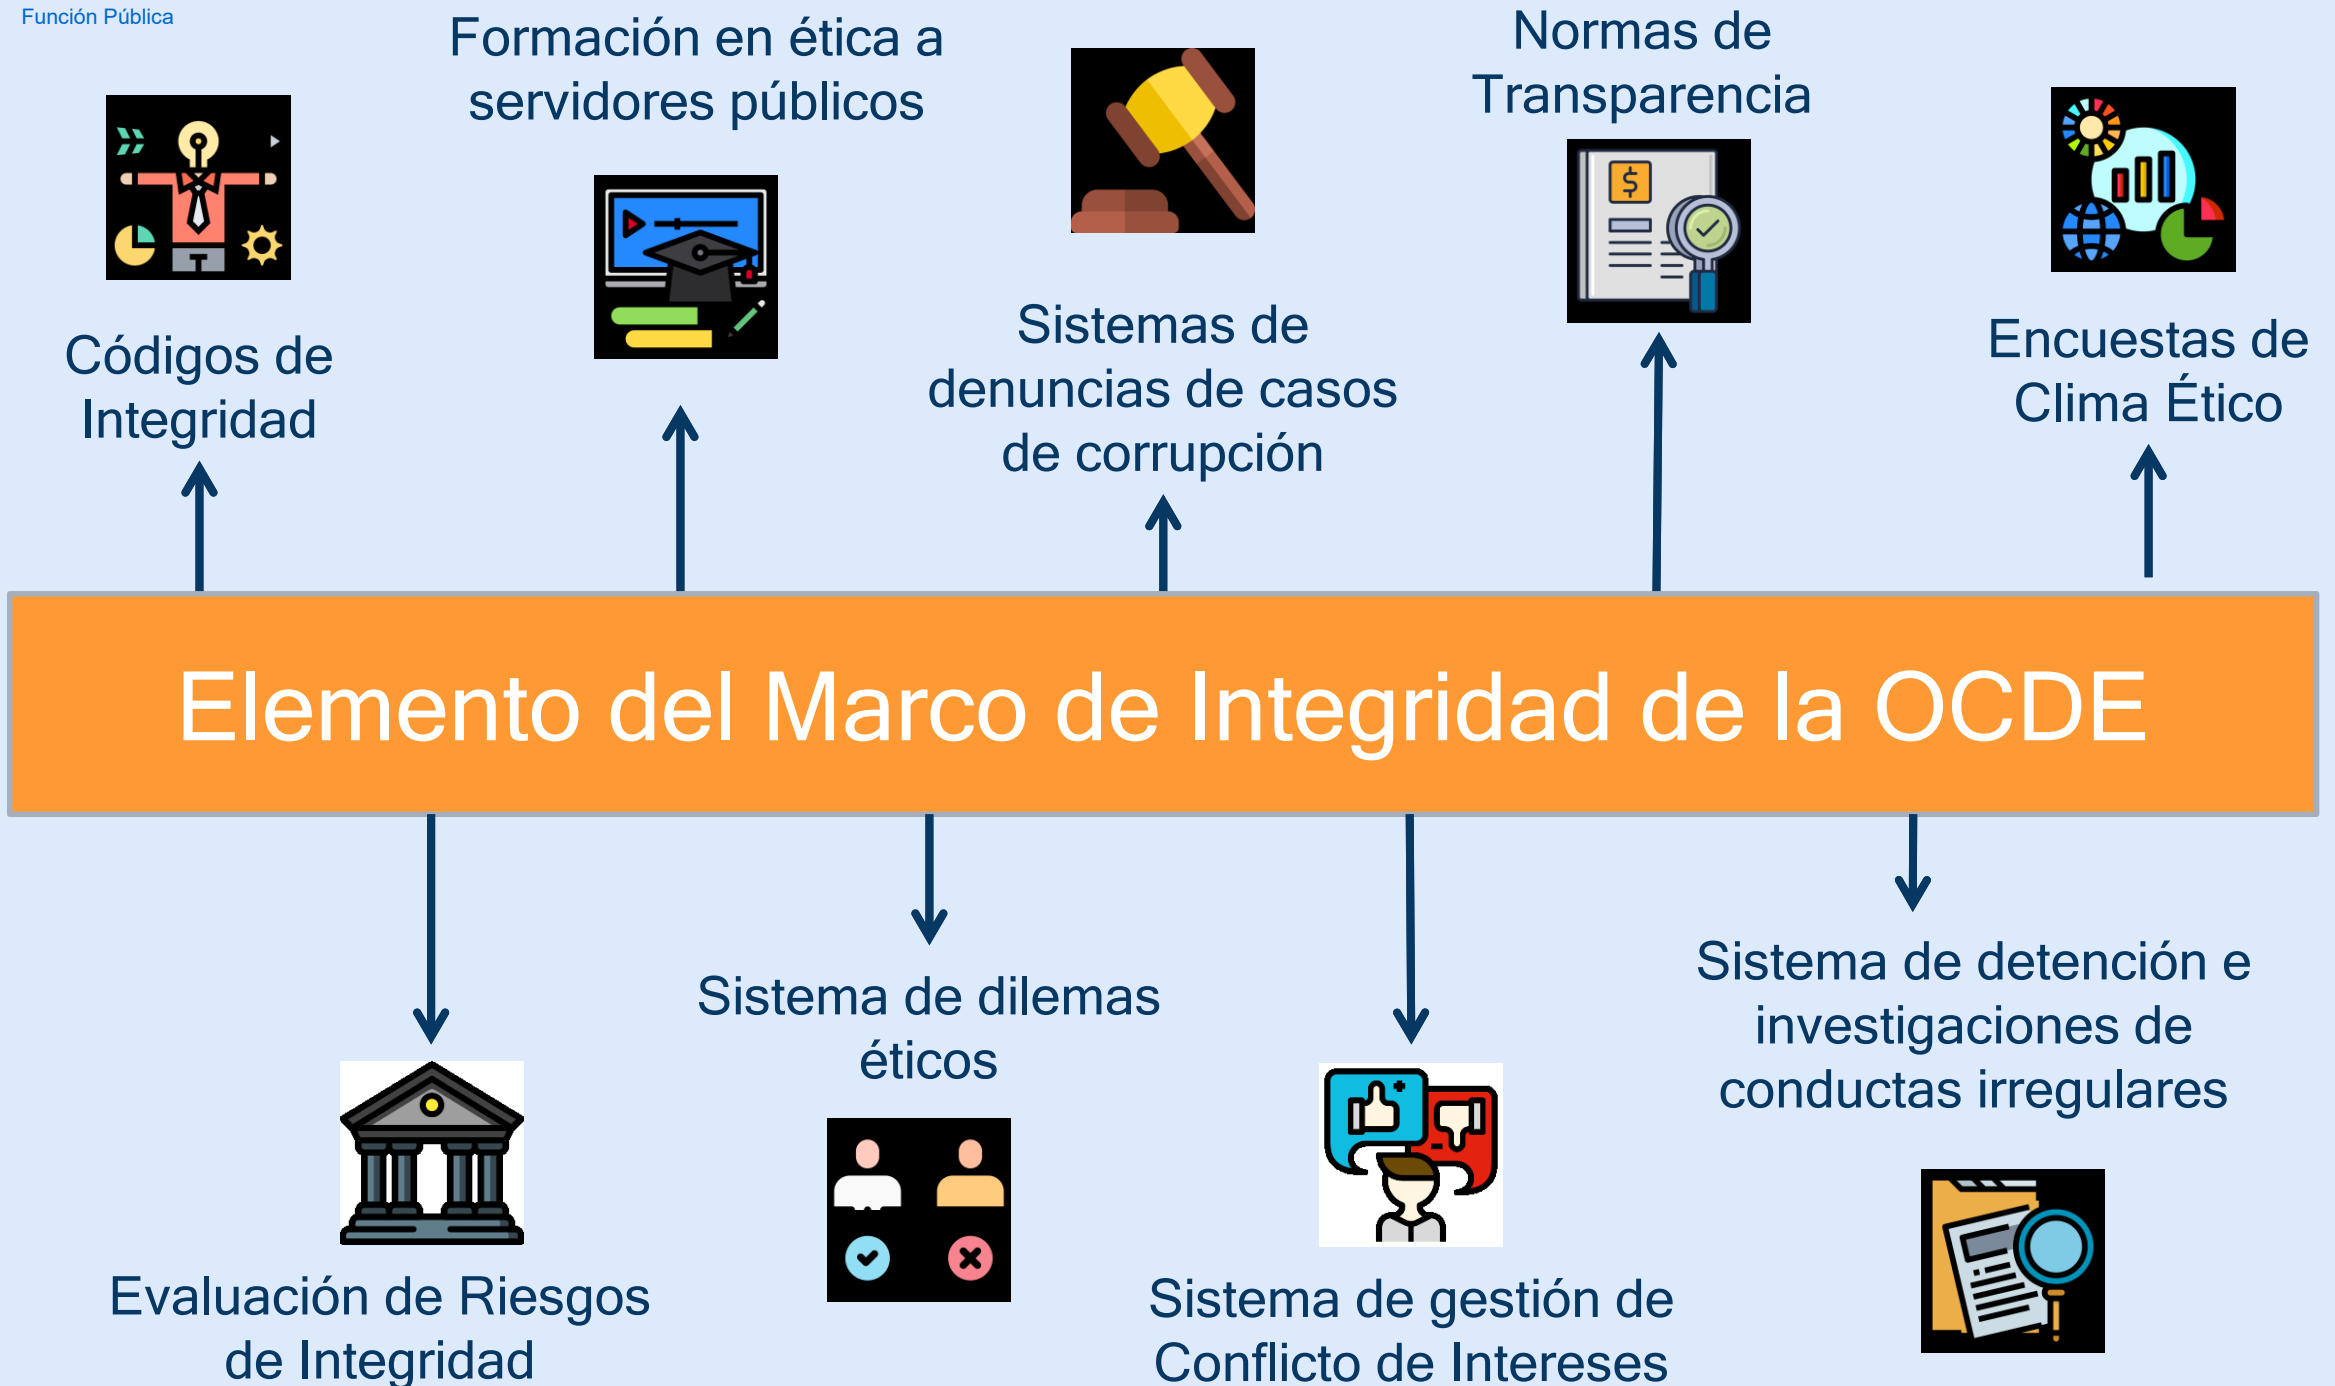 Función Pública
Formación en ética a
servidores públicos
Normas de
Transparencia
Códigos de
Integridad
Sistemas de
denuncias de casos
de corrupción
Encuestas de
Clima Ético
Elemento del Marco de Integridad de la OCDE
Evaluación de Riesgos
de Integridad
Sistema de dilemas
éticos
Sistema de gestión de
Conflicto de Intereses
Sistema de detención e
investigaciones de
conductas irregulares